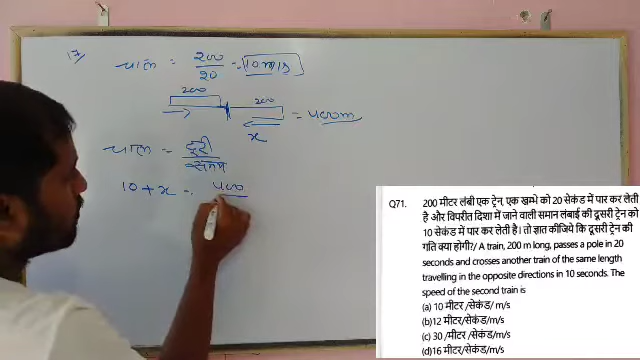 17/
चाल = 200/20 = 10 m/s
200 200
= 400m
x
चाल = दूरी/समय
10 + x = 400
Q71. 200 मीटर लंबी एक ट्रेन, एक खम्भे को 20 सेकंड में पार कर लेती
है और विपरीत दिशा में जाने वाली समान लंबाई की दूसरी ट्रेन को
10 सेकंड में पार कर लेती है। तो ज्ञात कीजिये कि दूसरी ट्रेन की
गति क्या होगी?/ A train, 200 m long, passes a pole in 20
seconds and crosses another train of the same length
travelling in the opposite directions in 10 seconds. The
speed of the second train is
(a) 10 मीटर /सेकंड/ m/s
(b)12 मीटर/सेकंड/m/s
(c) 30 /मीटर /सेकंड/m/s
(d)16 मीटर/सेकंड/m/s